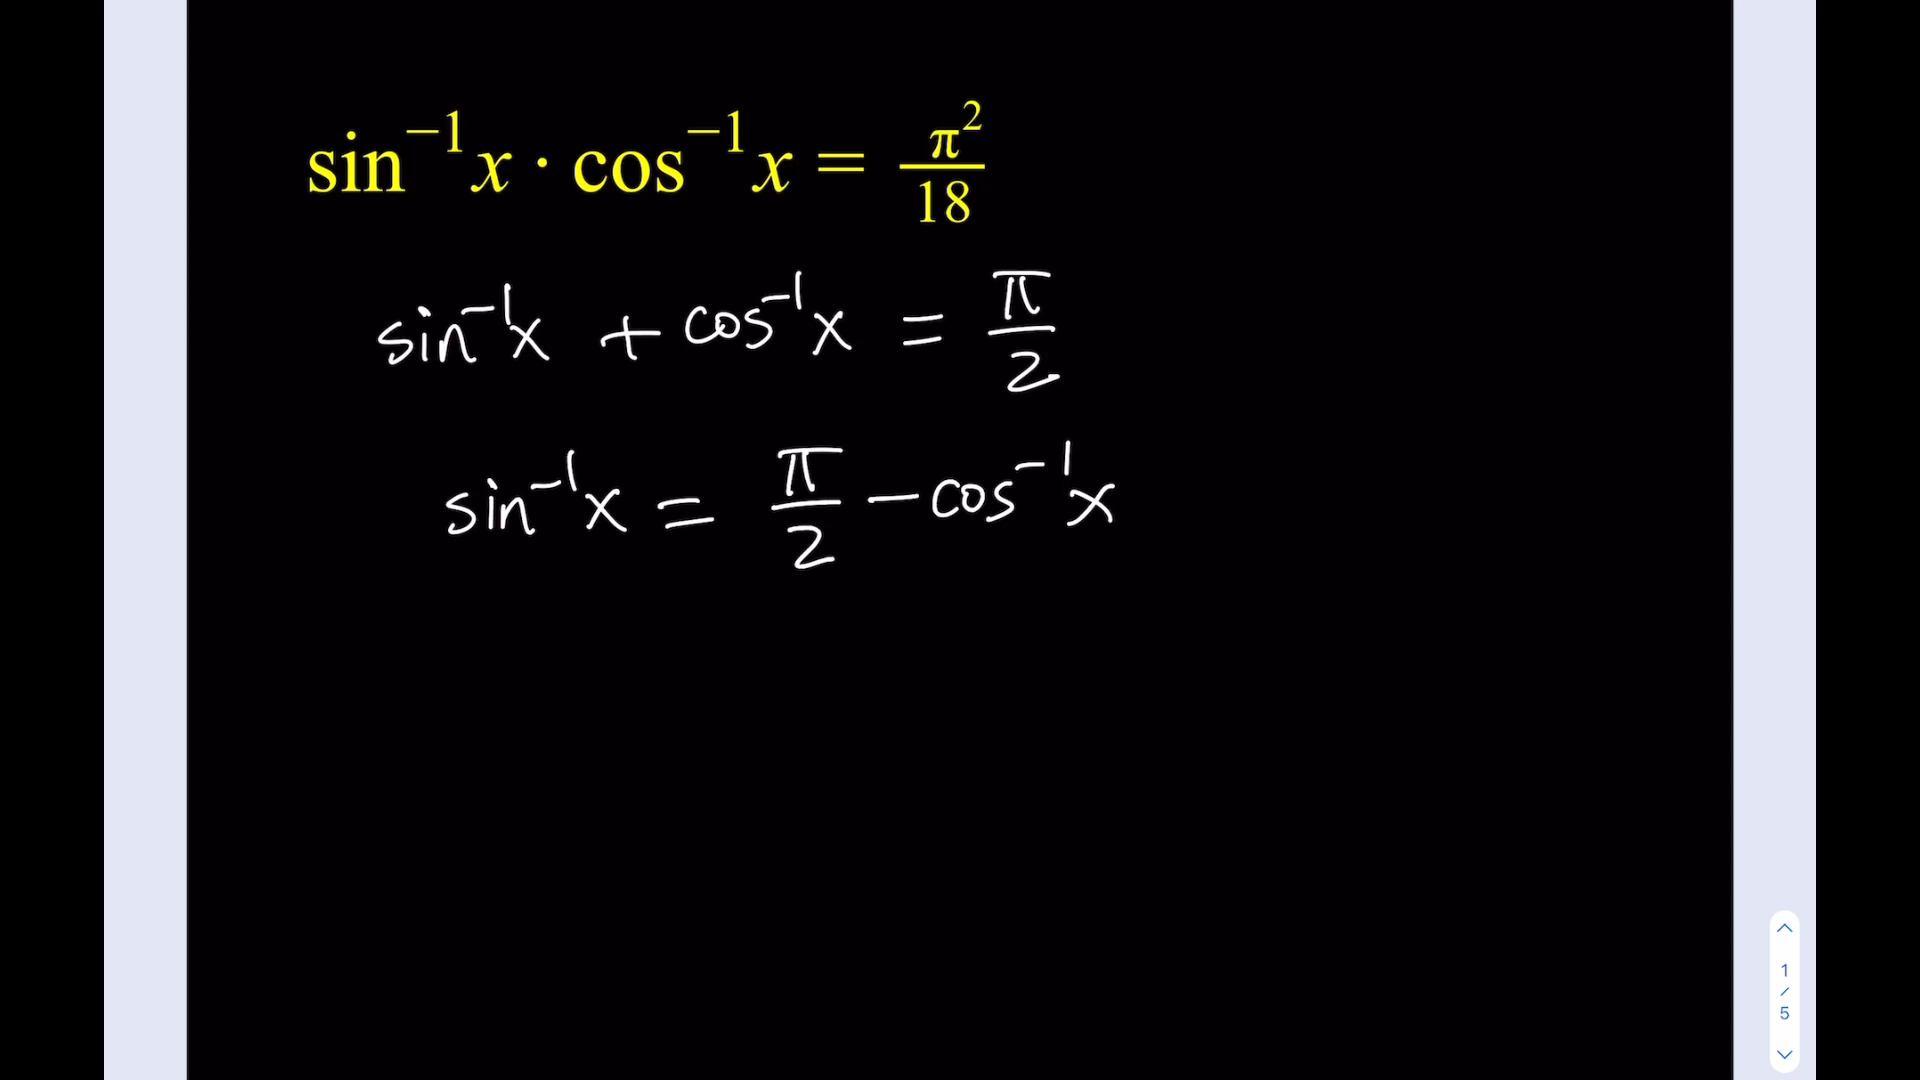 sin⁻¹x · cos⁻¹x = π²/18
sin⁻¹x + cos⁻¹x = π/2
sin⁻¹x = π/2 − cos⁻¹x
1
/
5